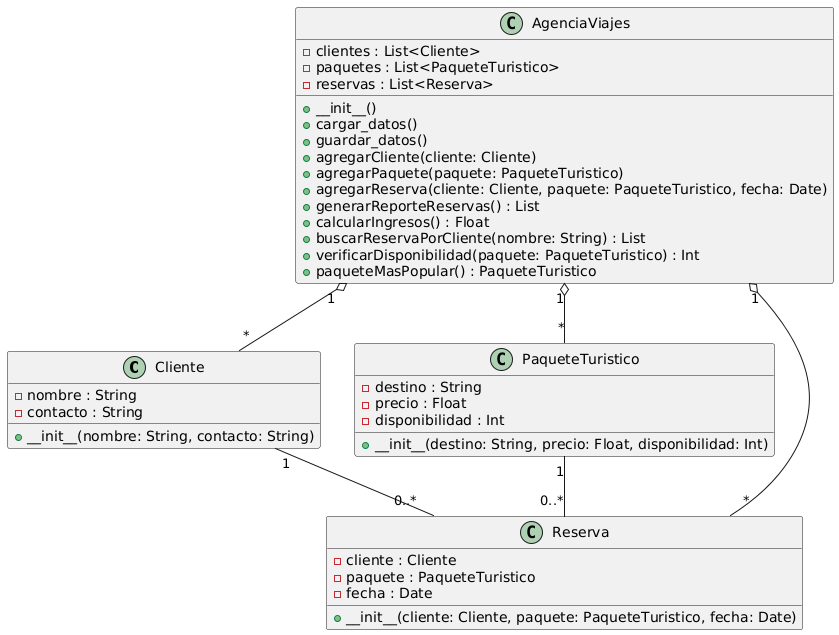 C AgenciaViajes
clientes : List<Cliente>
paquetes : List<PaqueteTuristico>
reservas : List<Reserva>
__init__()
cargar_datos()
guardar_datos()
agregarCliente(cliente: Cliente)
agregarPaquete(paquete: PaqueteTuristico)
agregarReserva(cliente: Cliente, paquete: PaqueteTuristico, fecha: Date)
generarReporteReservas() : List
calcularIngresos() : Float
buscarReservaPorCliente(nombre: String) : List
verificarDisponibilidad(paquete: PaqueteTuristico) : Int
paqueteMasPopular() : PaqueteTuristico
1 1 1
* *
C Cliente
nombre : String
contacto : String
__init__(nombre: String, contacto: String)
C PaqueteTuristico
destino : String
precio : Float
disponibilidad : Int
__init__(destino: String, precio: Float, disponibilidad: Int)
1 1
0..* 0..* *
C Reserva
cliente : Cliente
paquete : PaqueteTuristico
fecha : Date
__init__(cliente: Cliente, paquete: PaqueteTuristico, fecha: Date)